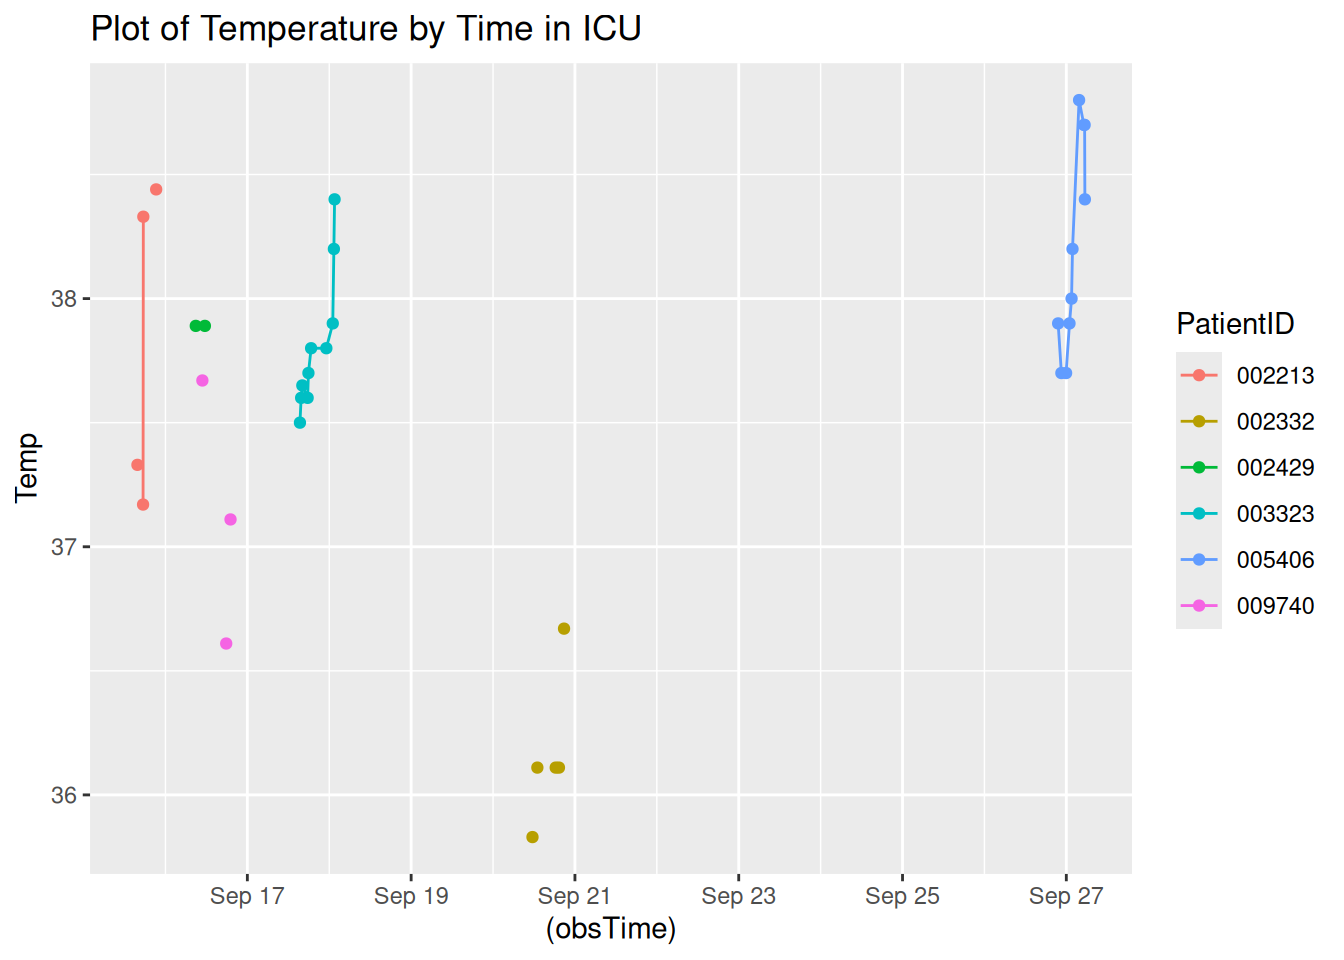 Plot of Temperature by Time in ICU
Temp
38
37
36
Sep 17 Sep 19 Sep 21 Sep 23 Sep 25 Sep 27
(obsTime)
PatientID
002213
002332
002429
003323
005406
009740